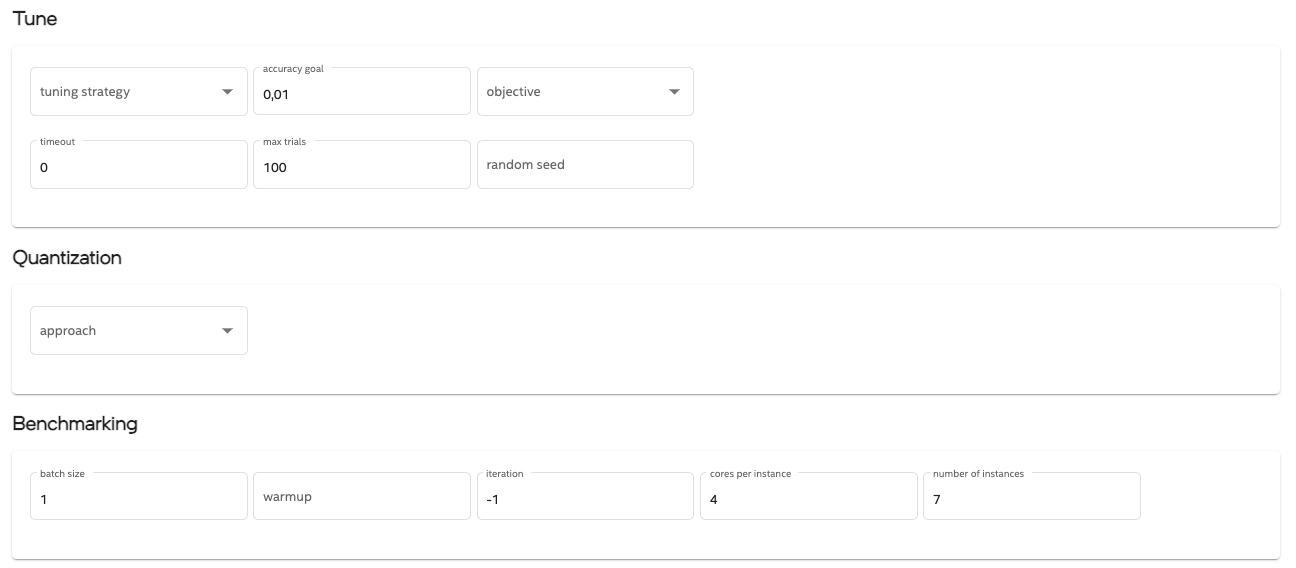 Tune
tuning strategy
accuracy goal
0,01
objective
timeout
0
max trials
100
random seed
Quantization
approach
Benchmarking
batch size
1
warmup
iteration
-1
cores per instance
4
number of instances
7